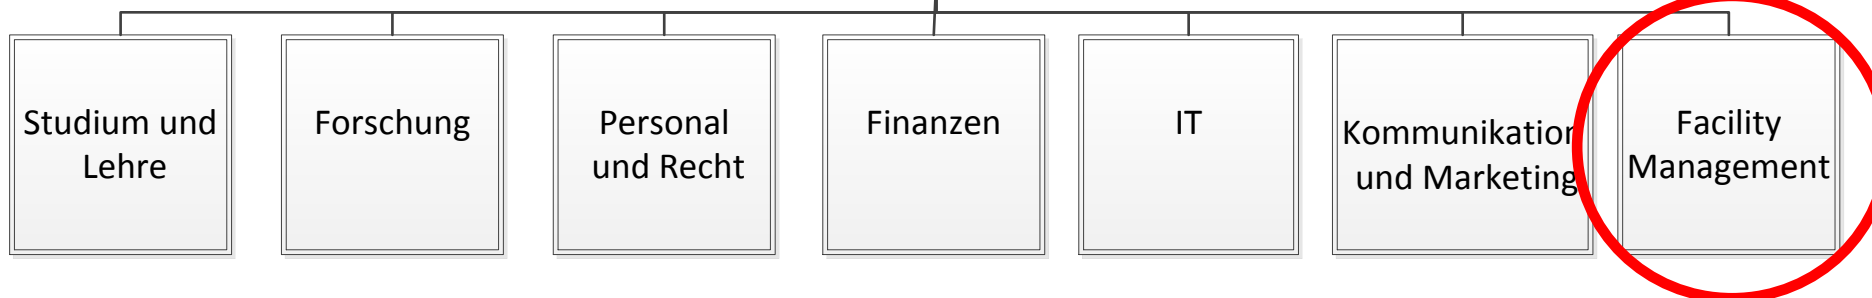 Studium und
Lehre
Forschung
Personal
und Recht
Finanzen
IT
Kommunikation
und Marketing
Facility
Management